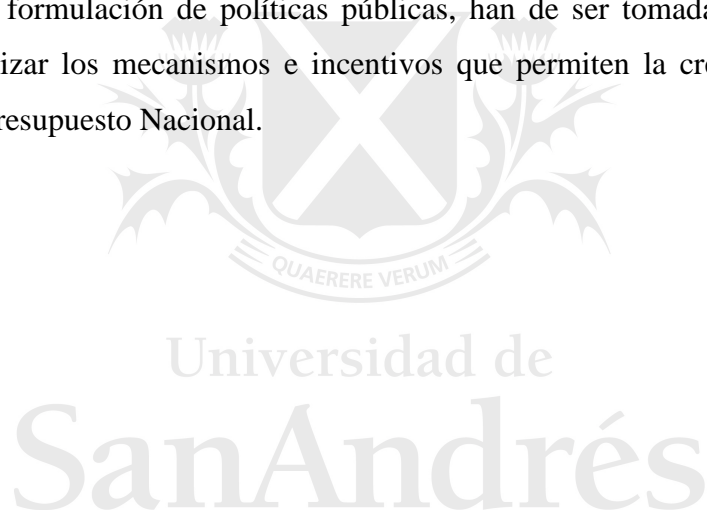 formulación de políticas públicas, han de ser tomada
izar los mecanismos e incentivos que permiten la cr
resupuesto Nacional.
QUAERERE VERUM
Universidad de
SanAndrés